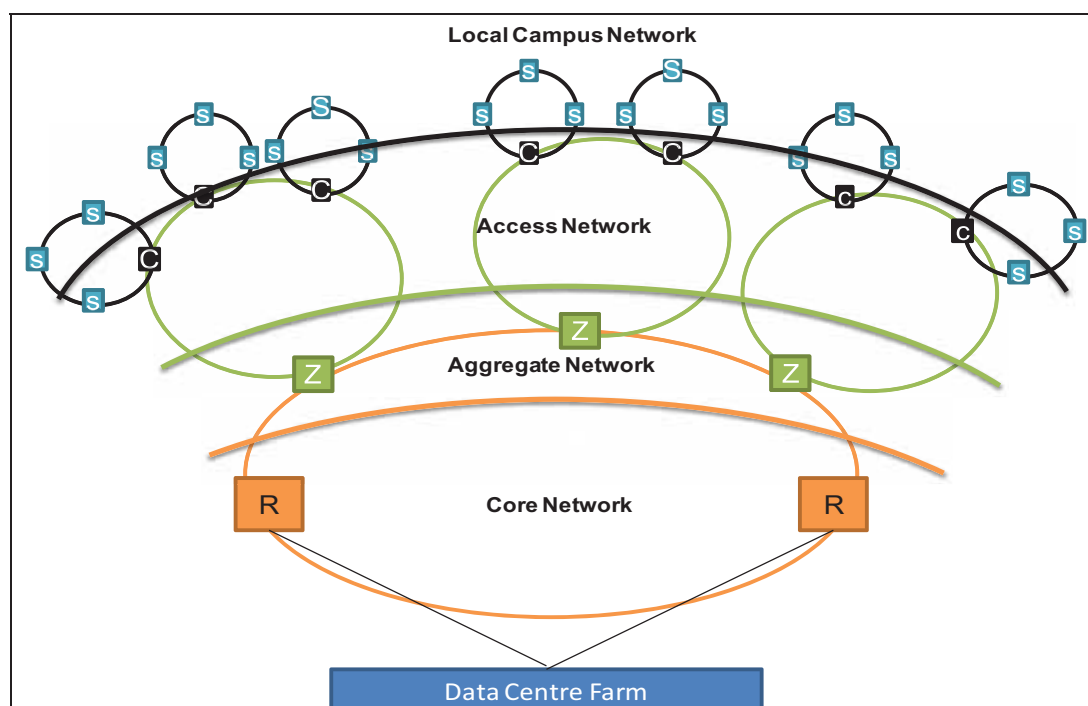 Local Campus Network
S S
S S
S S
S S S S
S S S S
S S
C C
S
C C C
S
S
C
Access Network
C
S
S
S
S
S
Z
Z
Aggregate Network
Z
R
Core Network
R
Data Centre Farm